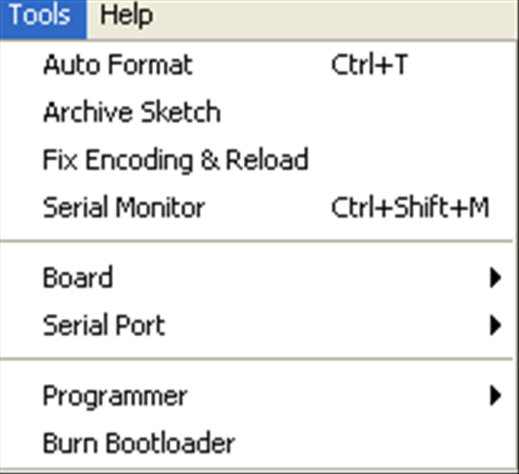 Tools Help
Auto Format Ctrl+T
Archive Sketch
Fix Encoding & Reload
Serial Monitor Ctrl+Shift+M
Board
Serial Port
Programmer
Burn Bootloader